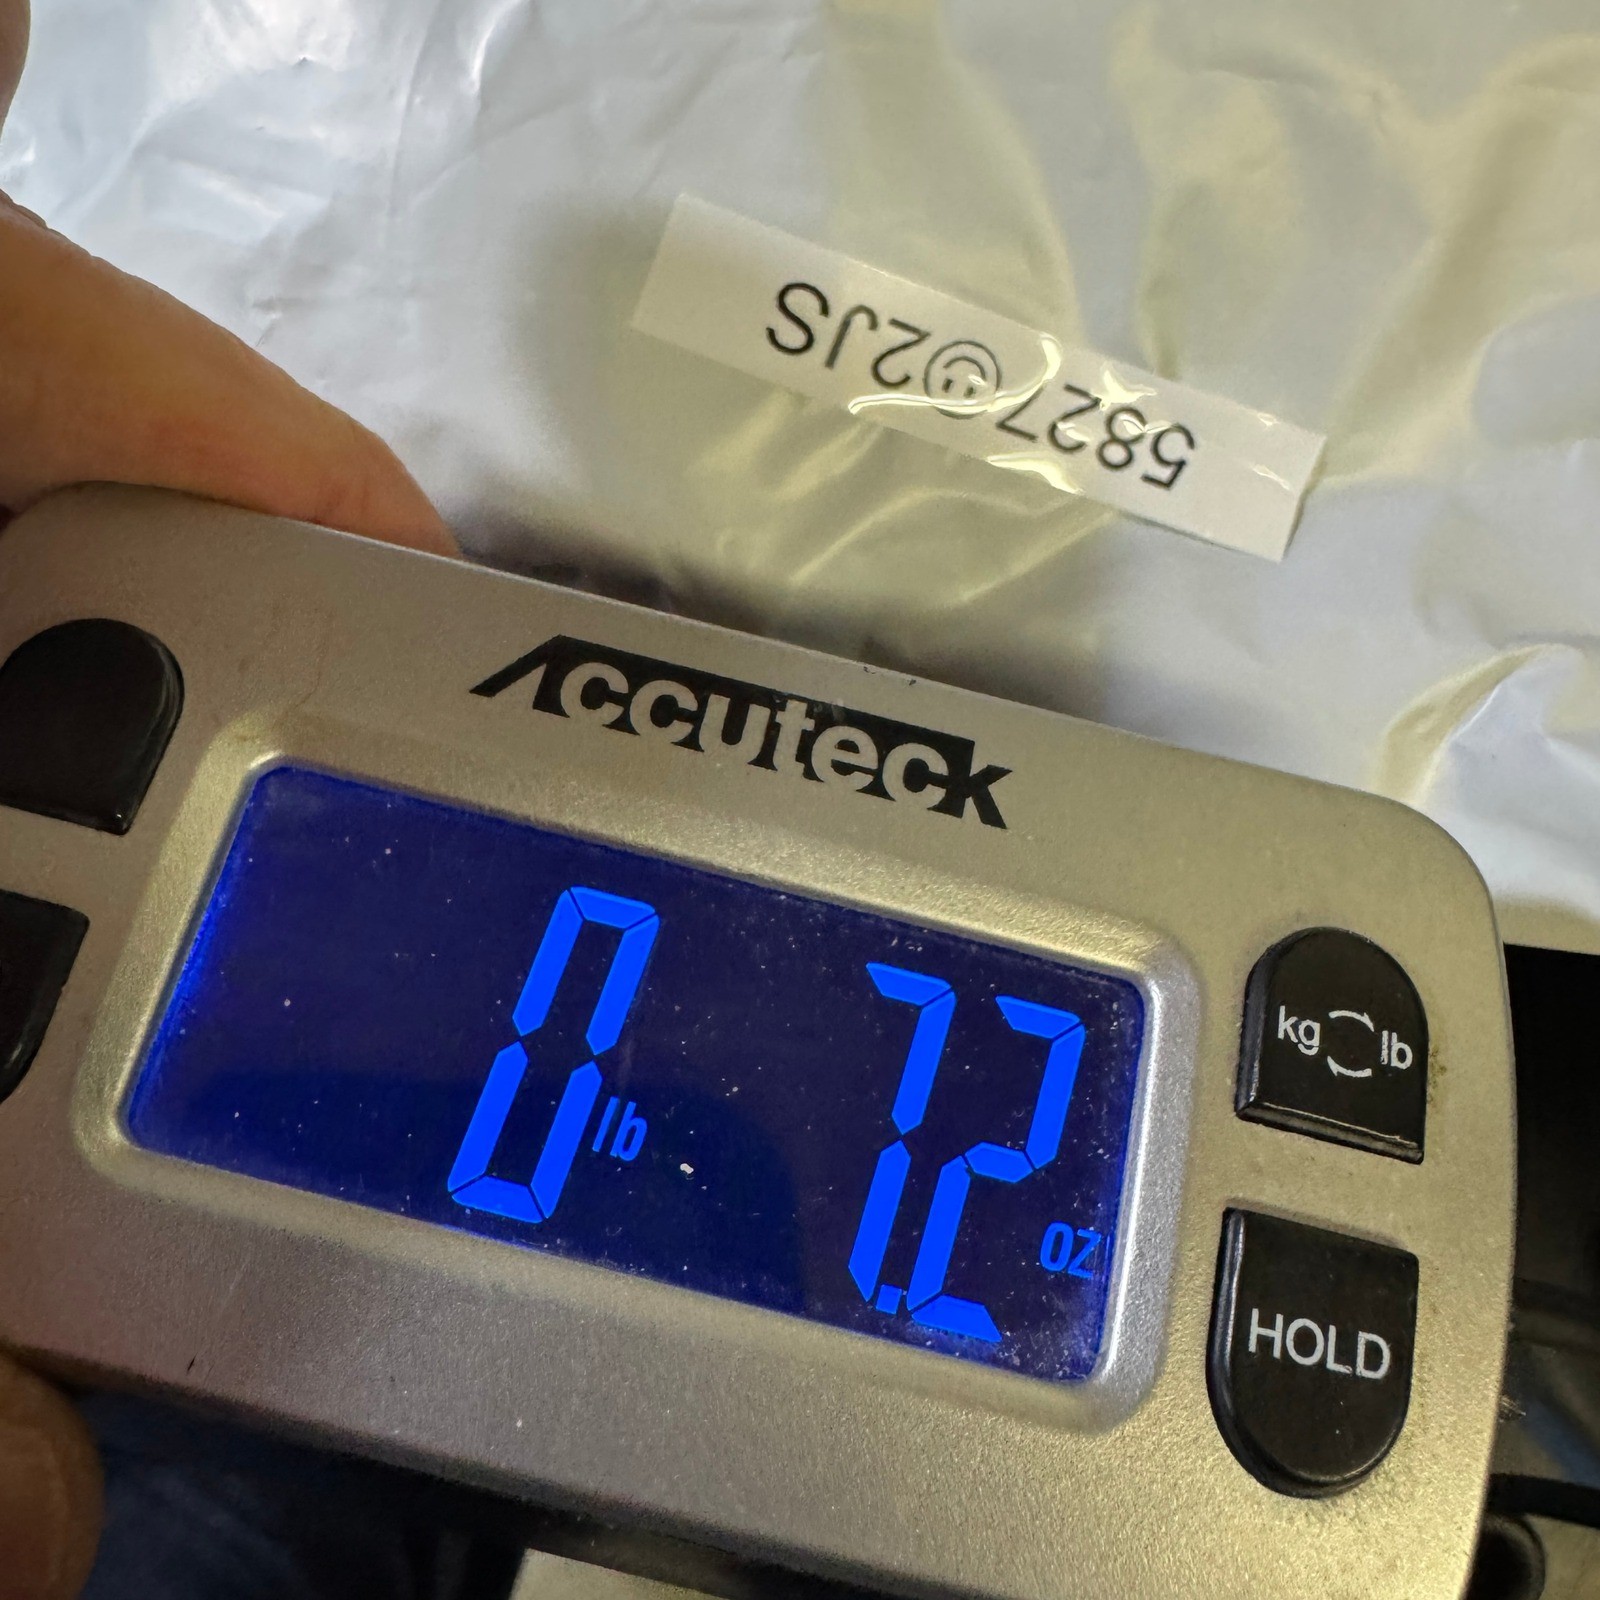 5827☺2JS
Accuteck
0 lb 7.2 oz
kg lb
HOLD